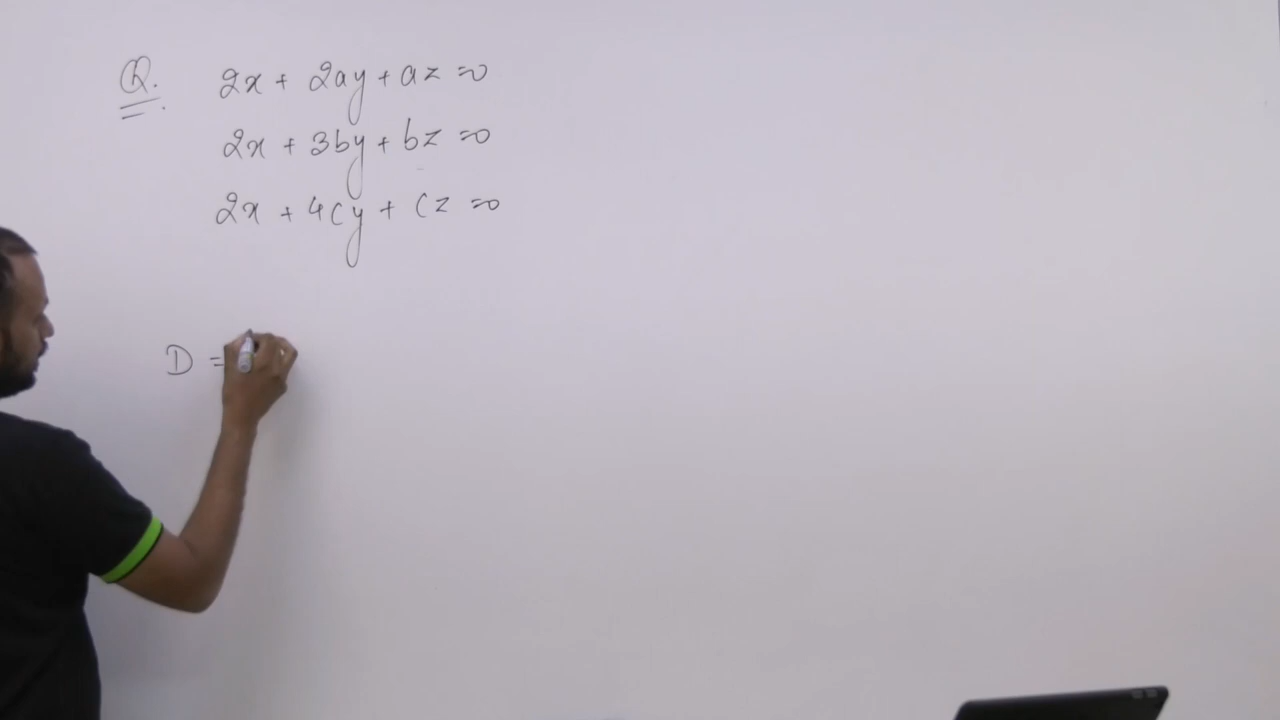 Q. 2x + 2ay + az = 0
2x + 3by + bz = 0
2x + 4cy + cz = 0
D =